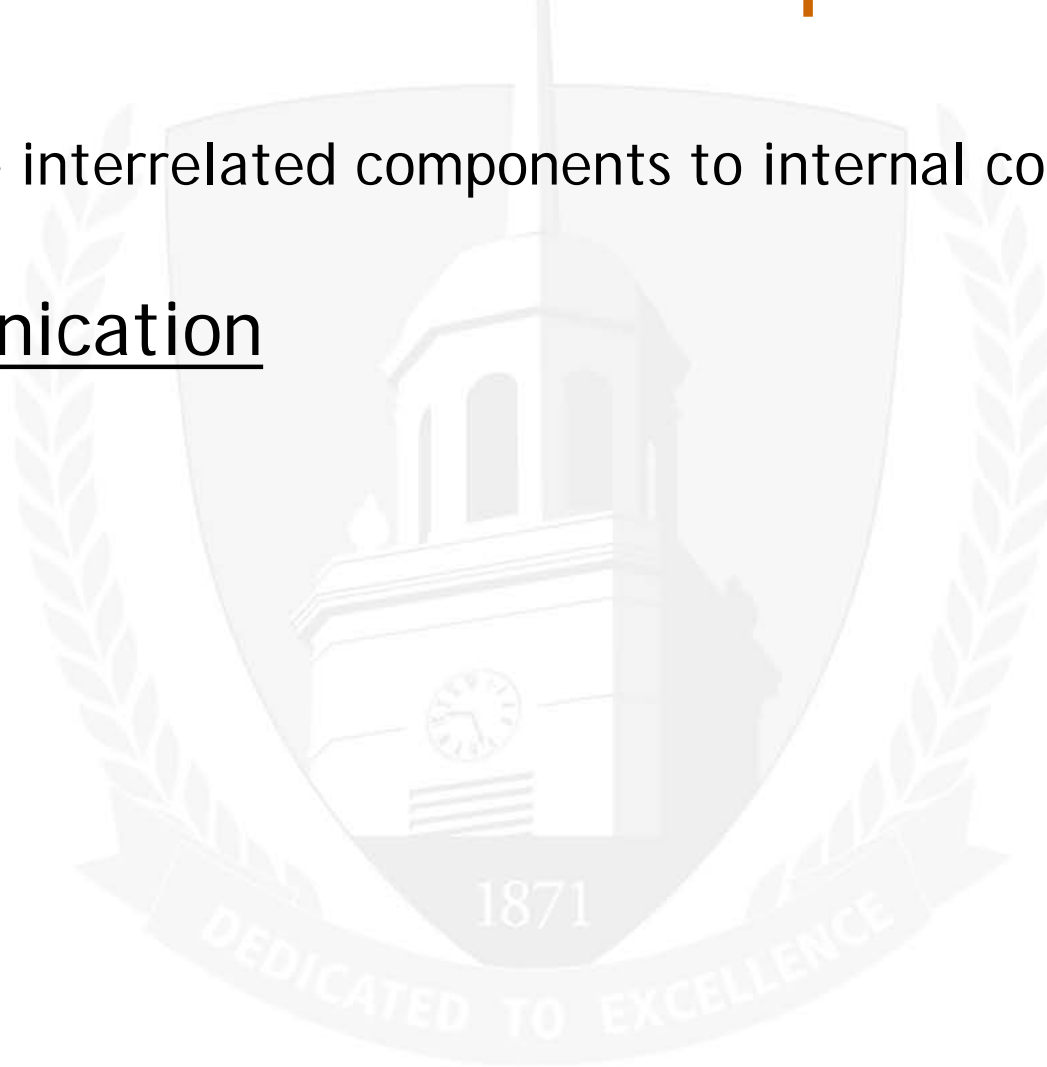 interrelated components to internal co
nication
1871
DEDICATED TO EXCELLENCE